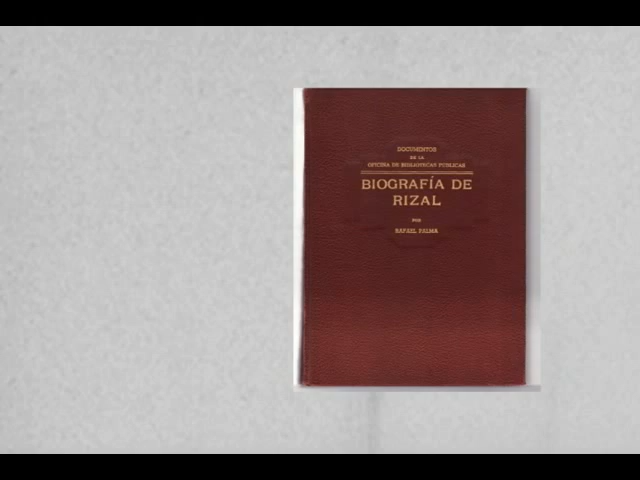 DOCUMENTOS
DE LA
OFICINA DE BIBLIOTECAS PUBLICAS
BIOGRAFÍA DE
RIZAL
POR
RAFAEL PALMA